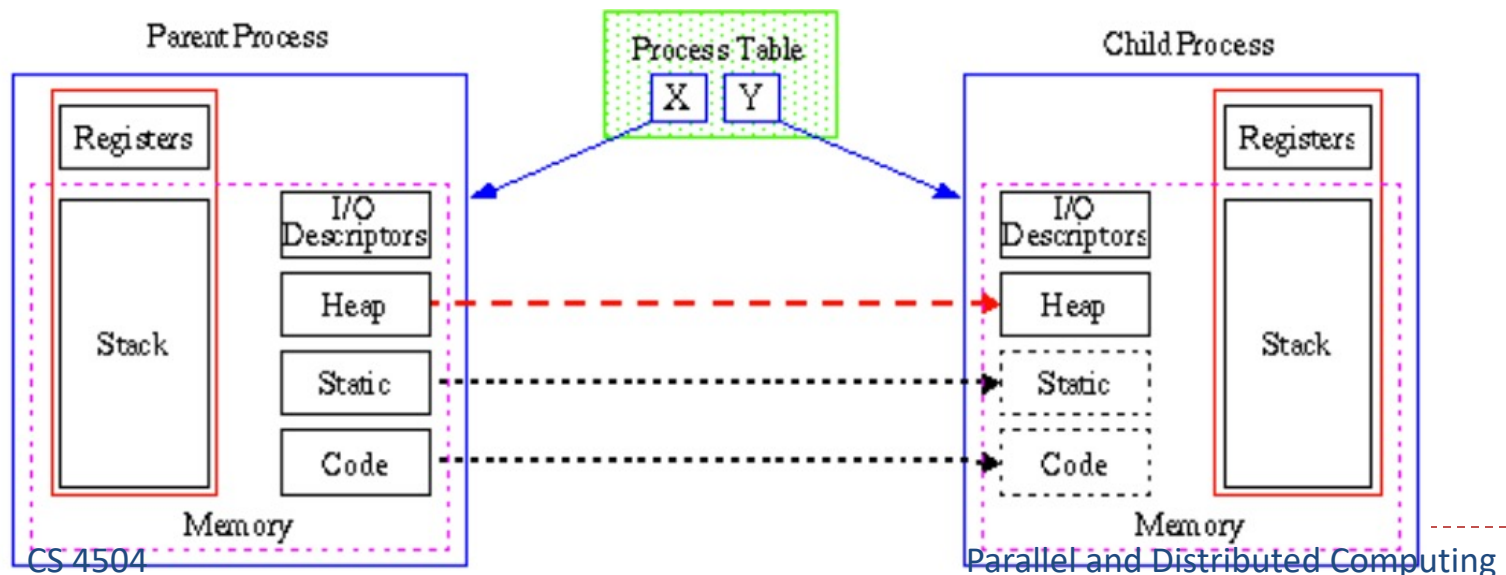 Parent Process
Process Table
Child Process
X Y
Registers
Registers
I/O
Descriptors
I/O
Descriptors
Heap
Heap
Stack
Stack
Static
Static
Code
Code
Memory
Memory
CS 4504
Parallel and Distributed Computing